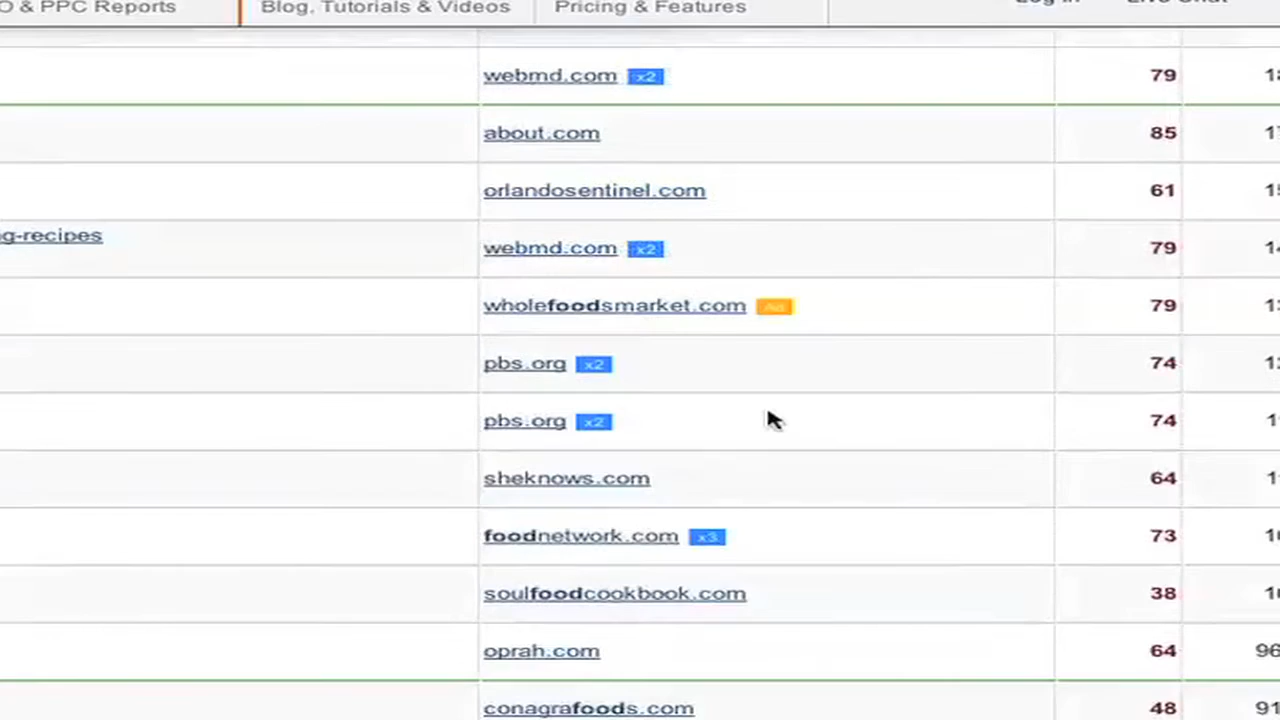 PPC Reports Blog, Tutorials & Videos Pricing & Features
webmd.com x2 79
about.com 85
orlandosentinel.com 61
g-recipes
webmd.com x2 79
wholefoodsmarket.com Ad 79
pbs.org x2 74
pbs.org x2 74
sheknows.com 64
foodnetwork.com x3 73
soulfoodcookbook.com 38
oprah.com 64 96
conagrafoods.com 48 91